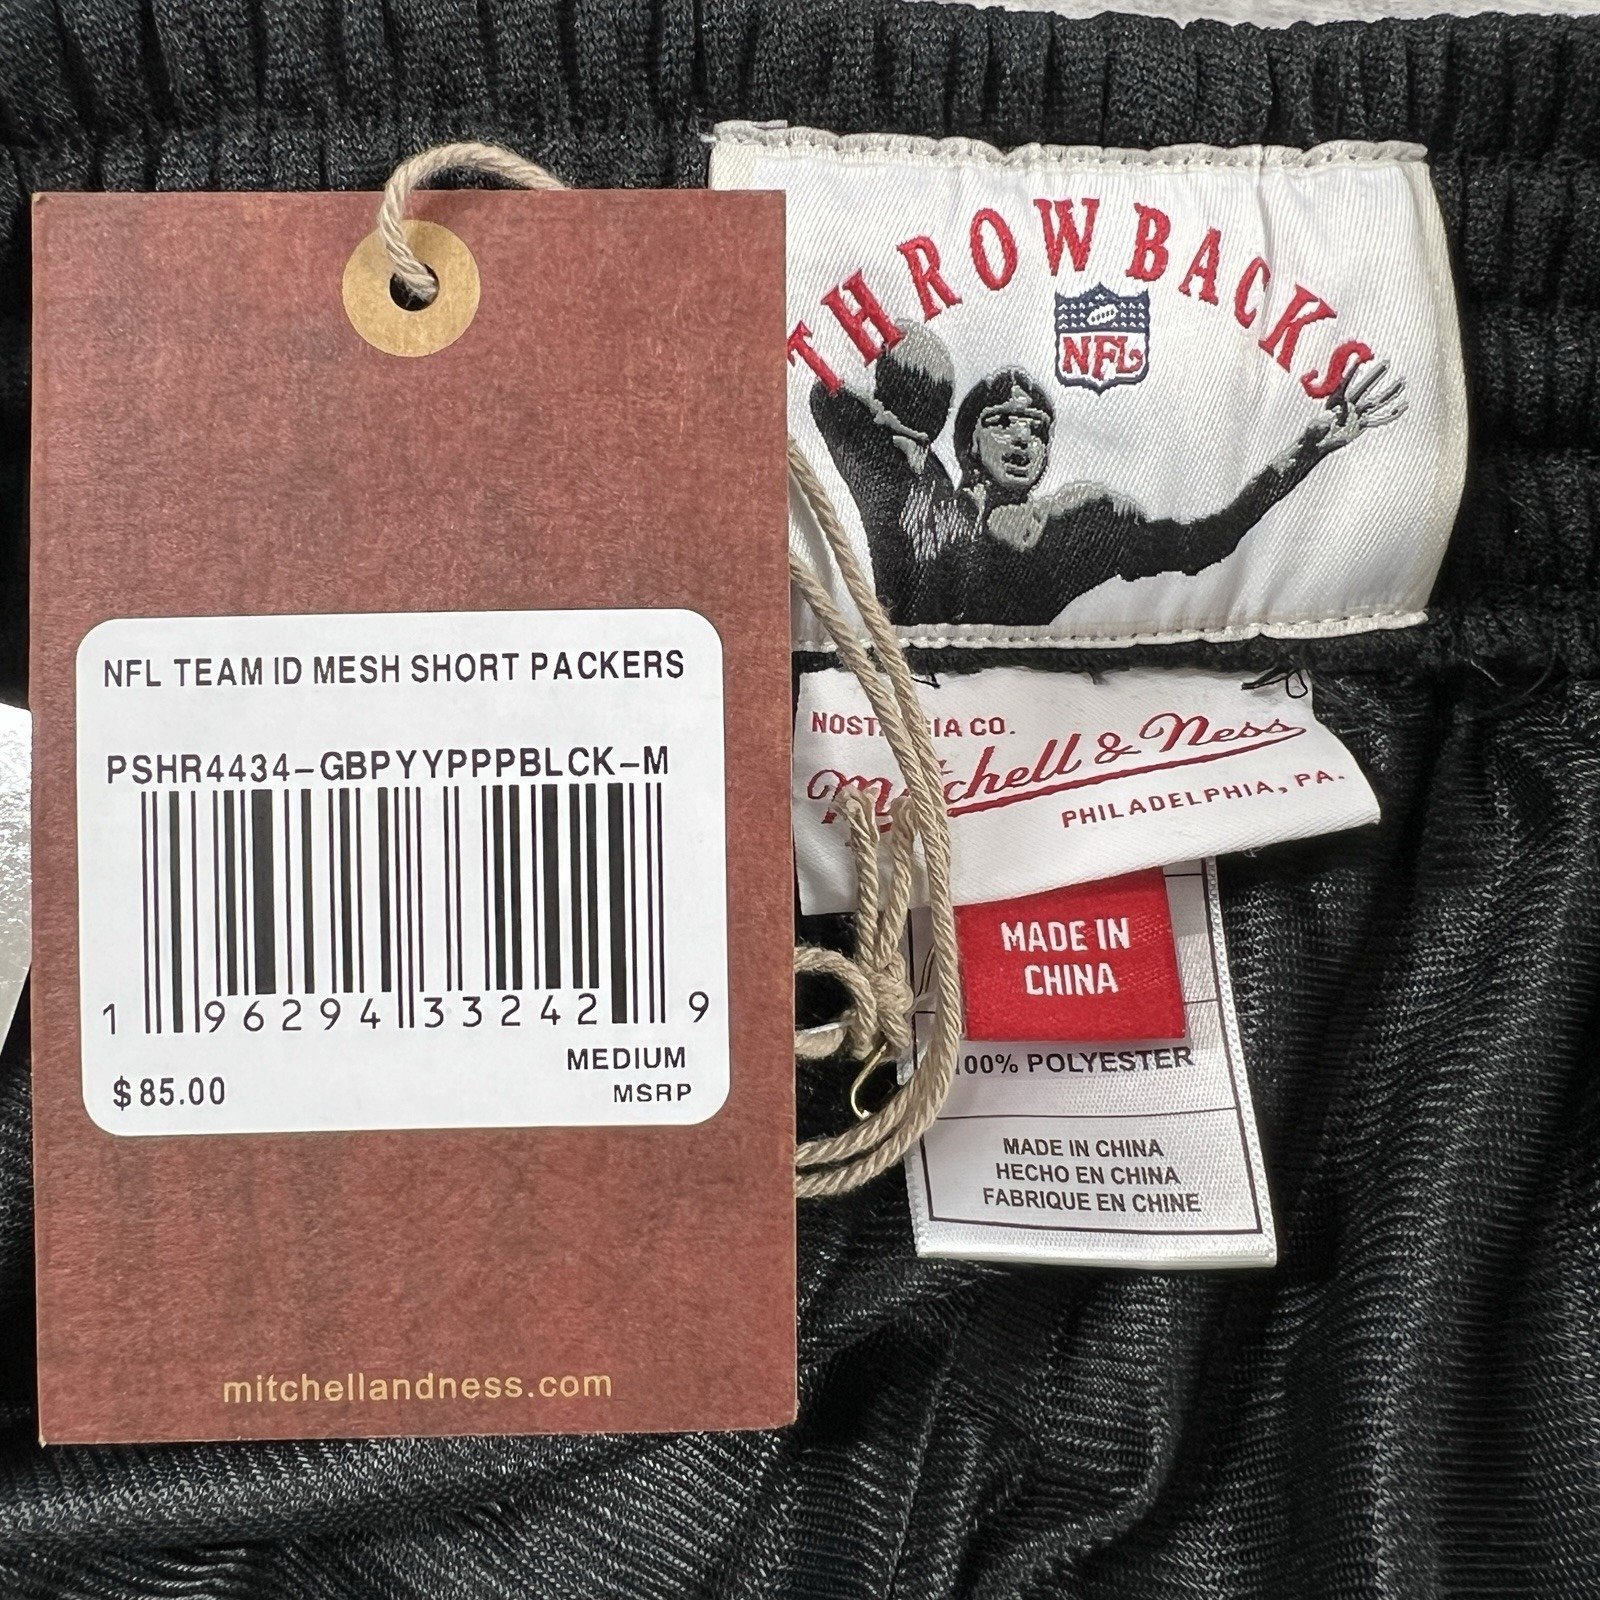 NFL TEAM ID MESH SHORT PACKERS
PSHR4434-GBPYYPPPBLCK-M
1 96294 33242 9
MEDIUM
$85.00
MSRP
mitchellandness.com
THROWBACKS
NFL
NOSTALGIA CO.
Mitchell & Ness
PHILADELPHIA, PA.
MADE IN
CHINA
100% POLYESTER
MADE IN CHINA
HECHO EN CHINA
FABRIQUE EN CHINE